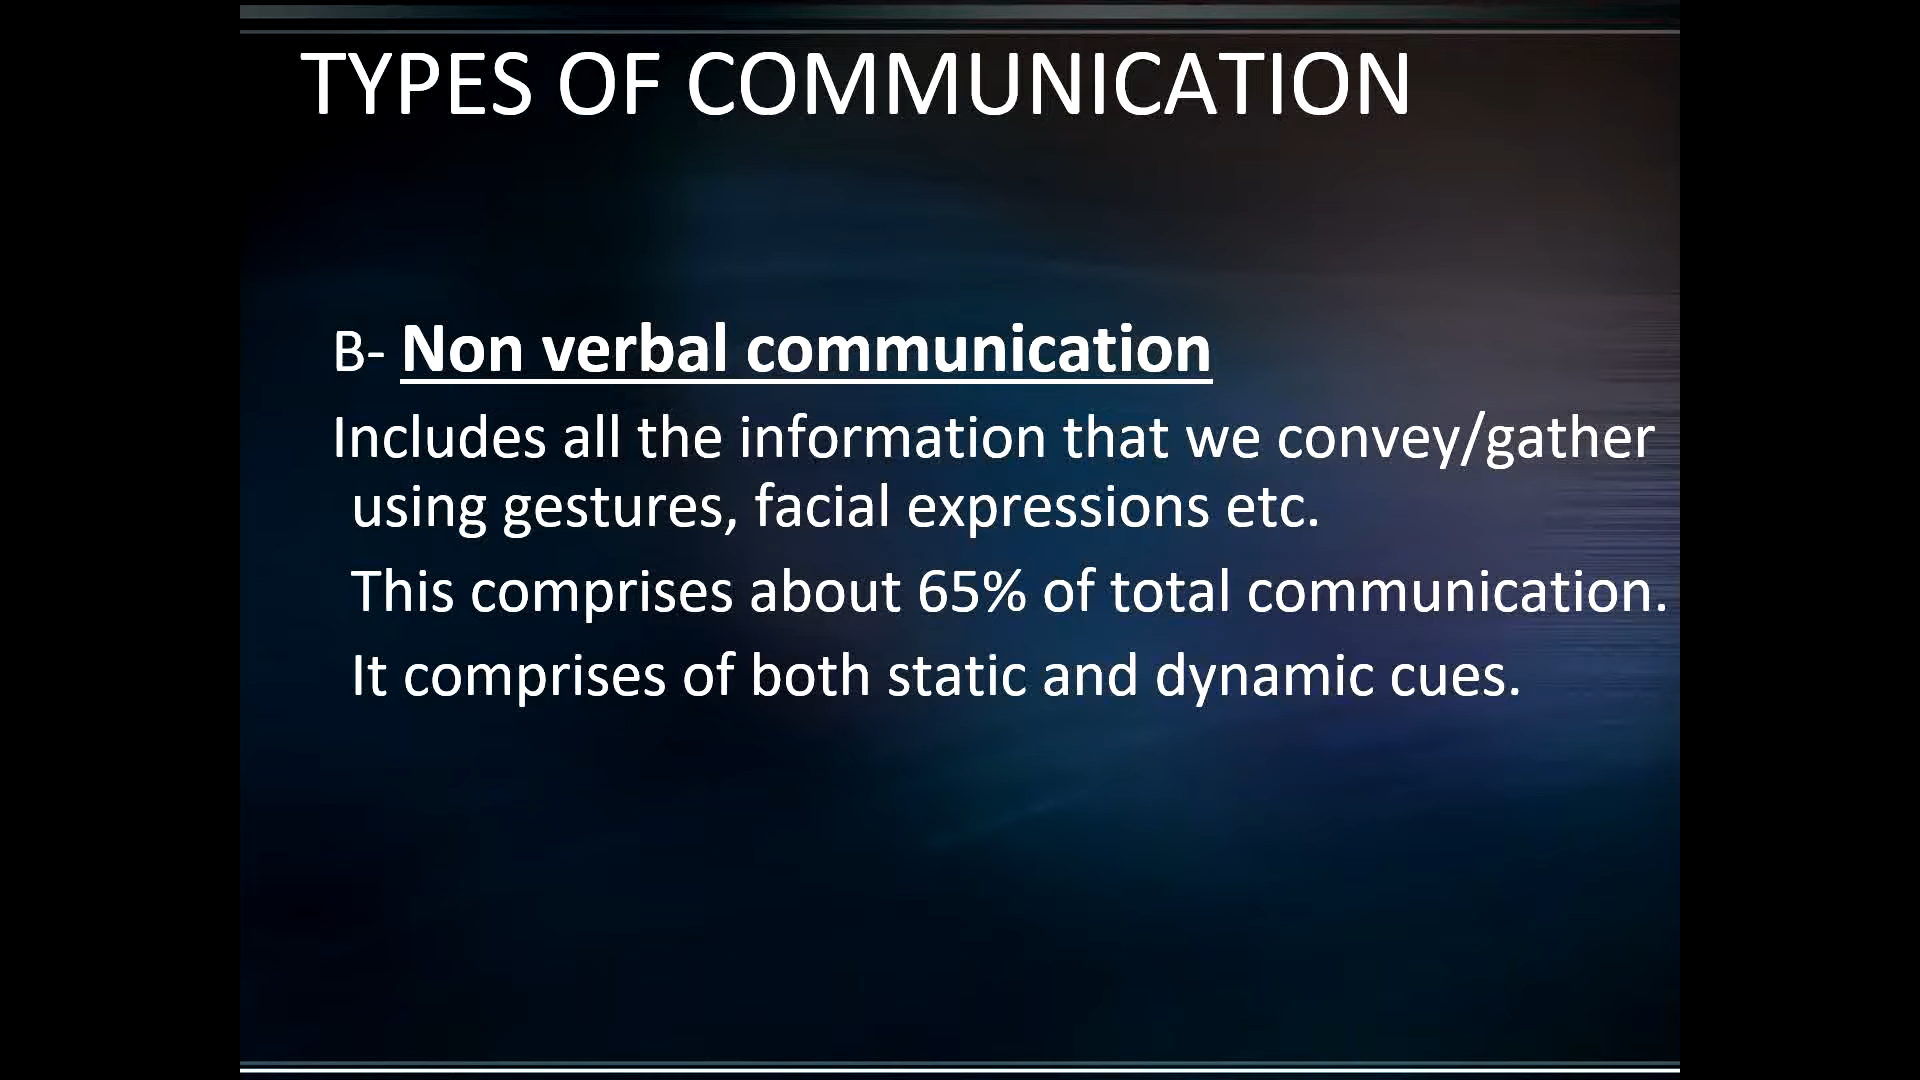 TYPES OF COMMUNICATION
B- Non verbal communication
Includes all the information that we convey/gather
using gestures, facial expressions etc.
This comprises about 65% of total communication.
It comprises of both static and dynamic cues.